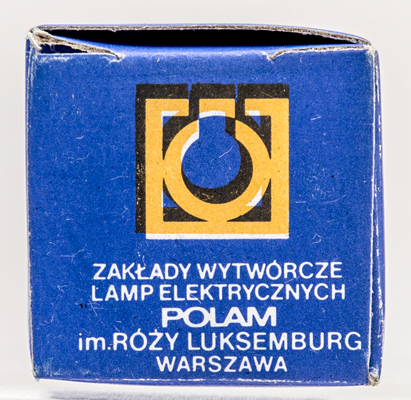 ZAKŁADY WYTWÓRCZE
LAMP ELEKTRYCZNYCH
POLAM
im.RÓŻY LUKSEMBURG
WARSZAWA